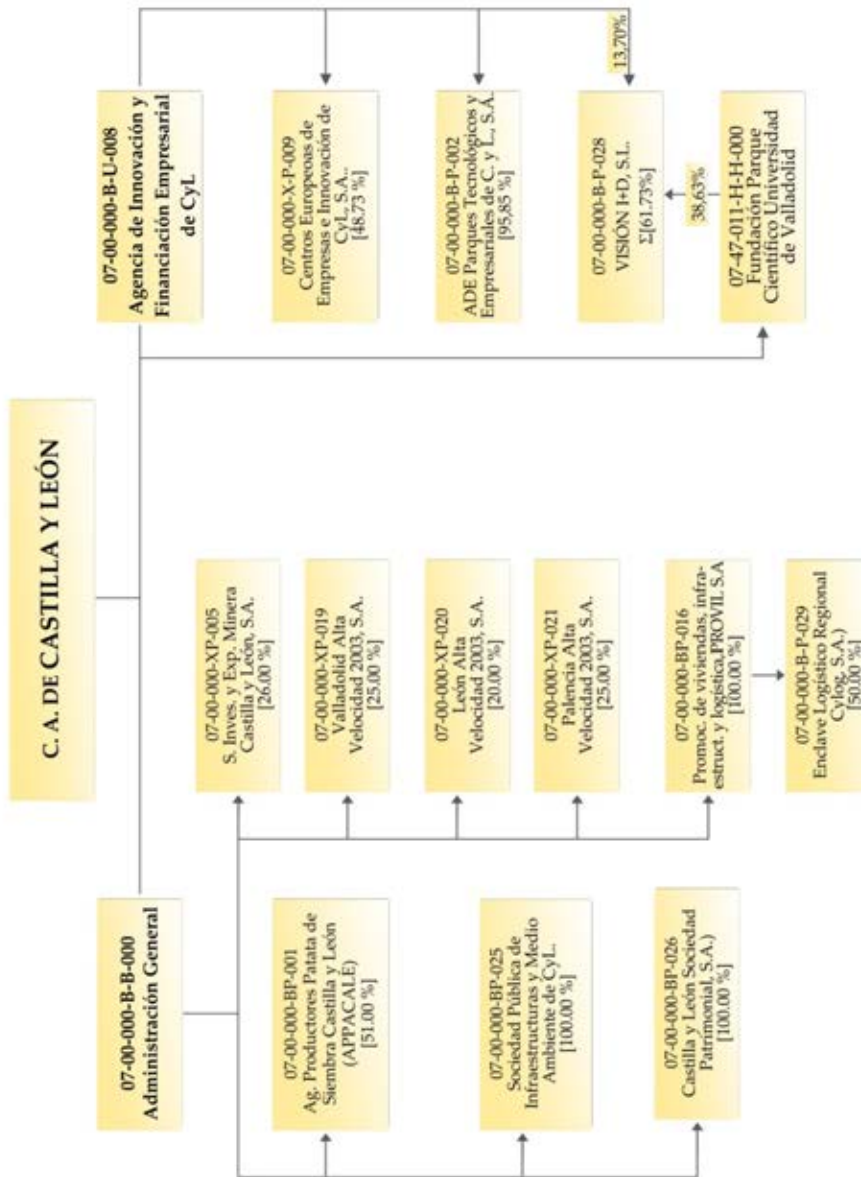 C. A. DE CASTILLA Y LEÓN
07-00-000-B-B-000
Administración General
07-00-000-BP-001
Ag. Productores Patata de
Siembra Castilla y León
(APPACALE)
[51.00 %]
07-00-000-BP-025
Sociedad Pública de
Infraestructuras y Medio
Ambiente de CyL.
[100.00 %]
07-00-000-BP-026
Castilla y León Sociedad
Patrimonial, S.A.)
[100.00 %]
07-00-000-XP-005
S. Inves. y Exp. Minera
Castilla y León, S.A.
[26.00 %]
07-00-000-XP-019
Valladolid Alta
Velocidad 2003, S.A.
[25.00 %]
07-00-000-XP-020
León Alta
Velocidad 2003, S.A.
[20.00 %]
07-00-000-XP-021
Palencia Alta
Velocidad 2003, S.A.
[25.00 %]
07-00-000-BP-016
Promoc. de viviendas, infra-
estruct. y logística,PROVIL S.A
[100.00 %]
07-00-000-B-P-029
Enclave Logístico Regional
Cylog, S.A.)
[50.00 %]
07-00-000-B-U-008
Agencia de Innovación y
Financiación Empresarial
de CyL
07-00-000-X-P-009
Centros Europeoas de
Empresas e Innovación de
CyL, S.A..
[48.73 %]
07-00-000-B-P-002
ADE Parques Tecnológicos y
Empresariales de C. y L., S.A.
[95,85 %]
07-00-000-B-P-028
VISIÓN I+D, S.L.
Σ[61.73%]
13,70%
38,63%
07-47-011-H-H-000
Fundación Parque
Científico Universidad
de Valladolid